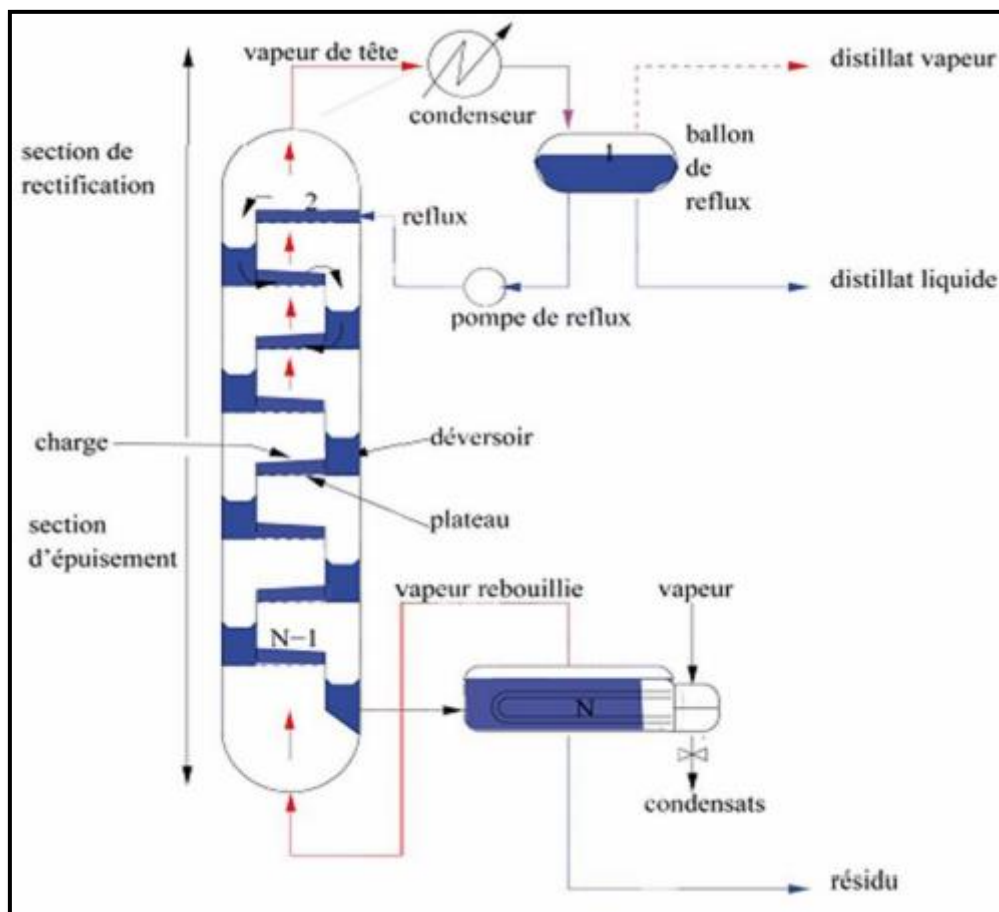 vapeur de tête
distillat vapeur
condenseur
section de
rectification
1
ballon
de
reflux
2
reflux
distillat liquide
pompe de reflux
charge
déversoir
plateau
section
d'épuisement
vapeur rebouillie
vapeur
N−1
N
condensats
résidu